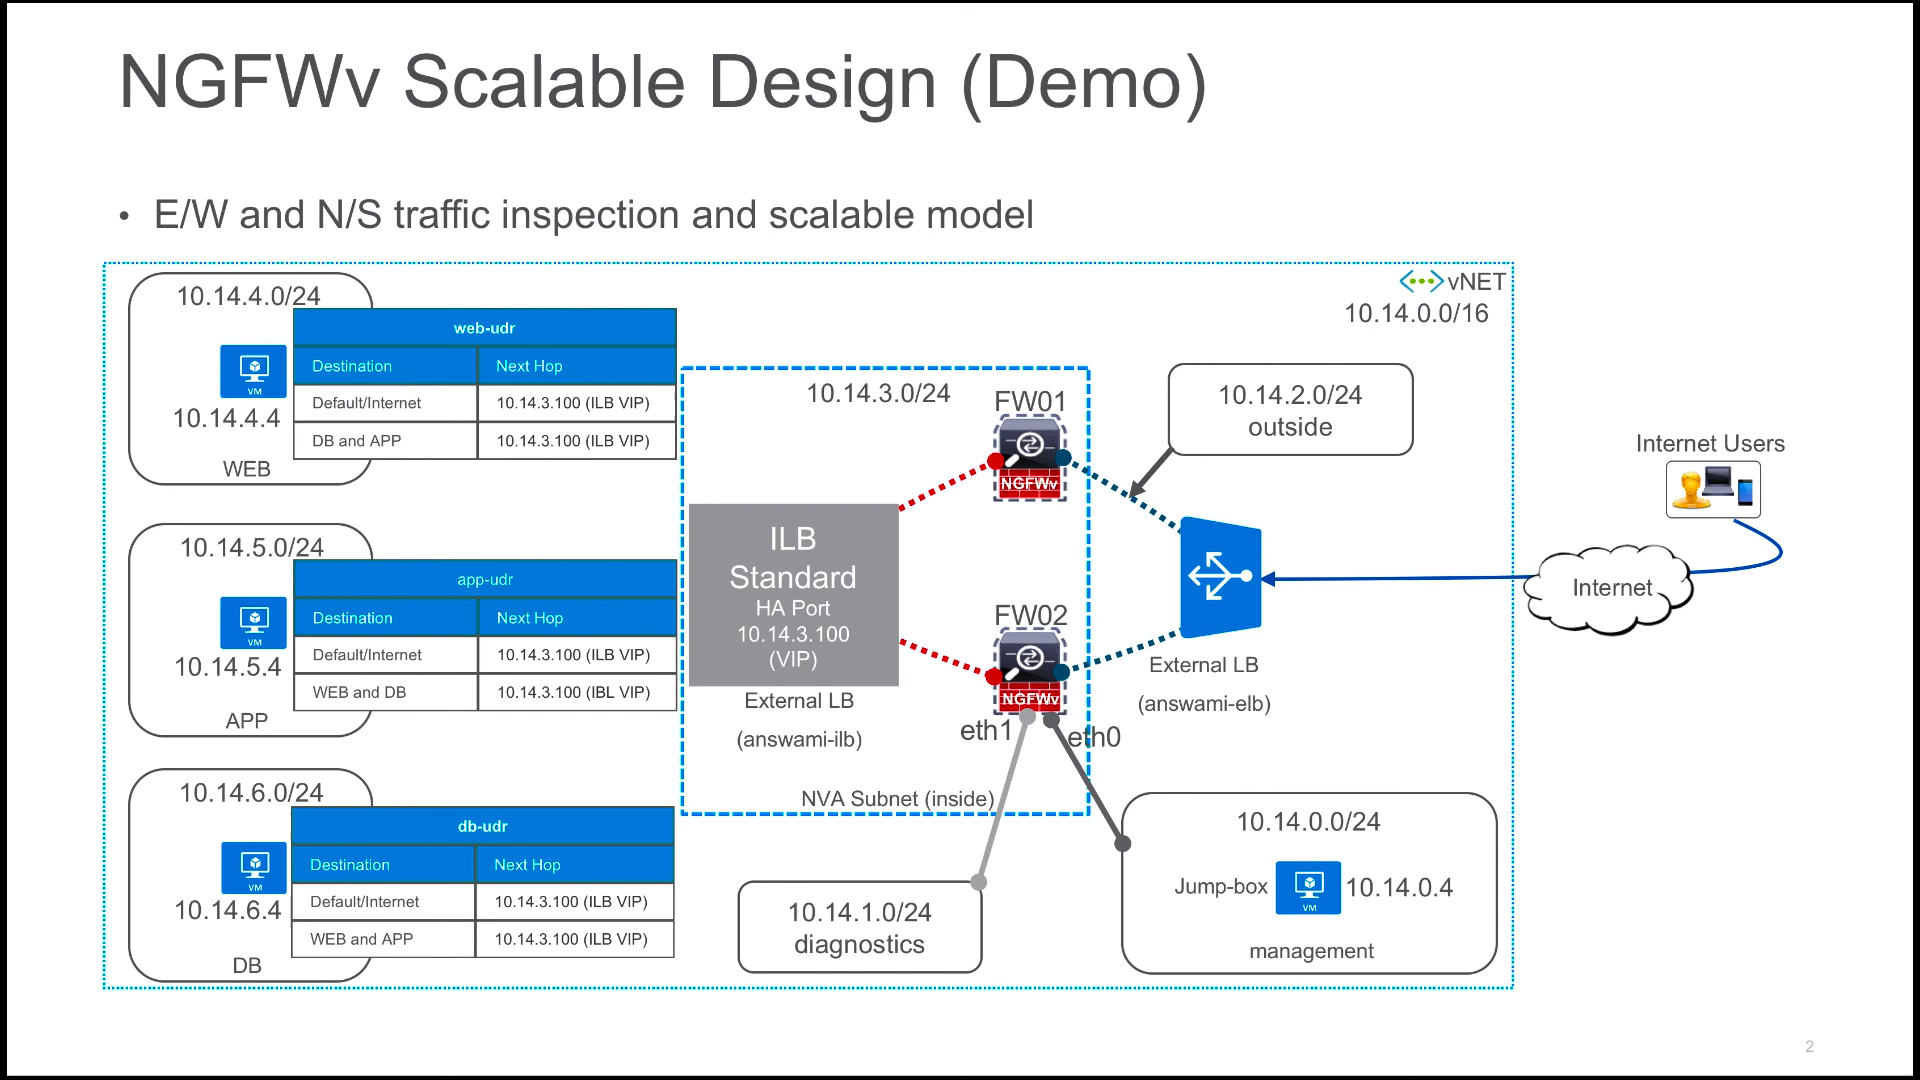 NGFWv Scalable Design (Demo)
• E/W and N/S traffic inspection and scalable model
vNET
10.14.0.0/16
10.14.4.0/24
VM
10.14.4.4
WEB
web-udr
Destination Next Hop
Default/Internet 10.14.3.100 (ILB VIP)
DB and APP 10.14.3.100 (ILB VIP)
10.14.5.0/24
VM
10.14.5.4
APP
app-udr
Destination Next Hop
Default/Internet 10.14.3.100 (ILB VIP)
WEB and DB 10.14.3.100 (IBL VIP)
10.14.6.0/24
VM
10.14.6.4
DB
db-udr
Destination Next Hop
Default/Internet 10.14.3.100 (ILB VIP)
WEB and APP 10.14.3.100 (ILB VIP)
10.14.3.0/24
FW01
NGFWv
ILB
Standard
HA Port
10.14.3.100
(VIP)
External LB
(answami-ilb)
FW02
NGFWv
eth1
eth0
NVA Subnet (inside)
10.14.2.0/24
outside
External LB
(answami-elb)
Internet Users
Internet
10.14.1.0/24
diagnostics
10.14.0.0/24
Jump-box
VM
10.14.0.4
management
2